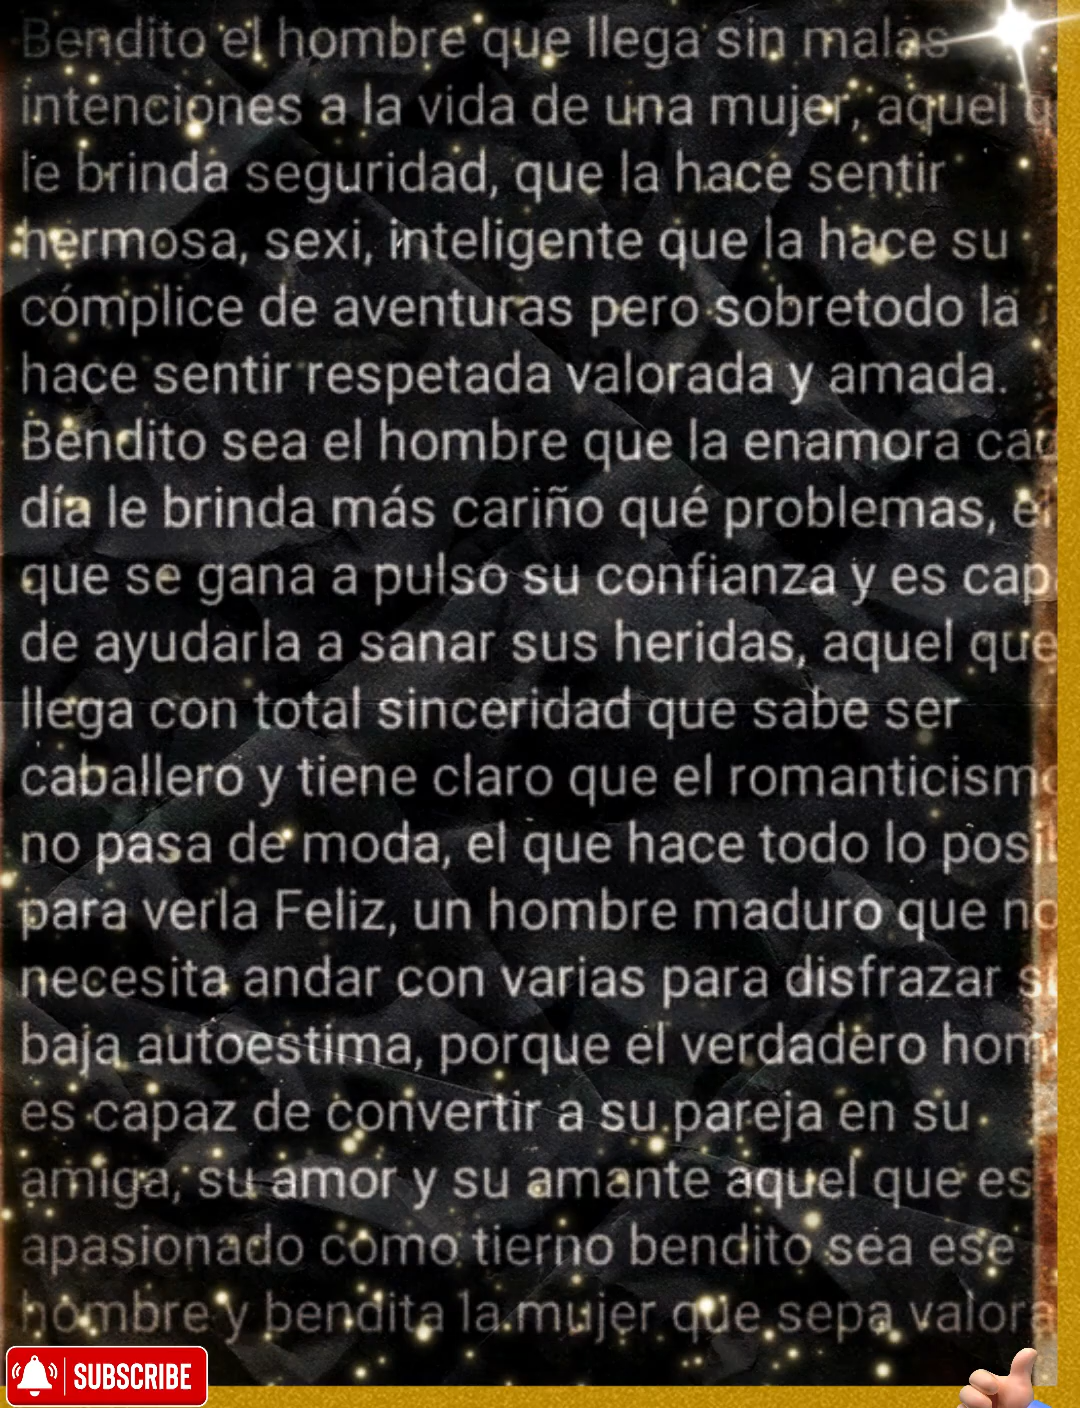 Bendito el hombre que llega sin malas
intenciones a la vida de una mujer, aquel q
le brinda seguridad, que la hace sentir
hermosa, sexi, inteligente que la hace su
cómplice de aventuras pero sobretodo la
hace sentir respetada valorada y amada.
Bendito sea el hombre que la enamora cad
día le brinda más cariño qué problemas, el
que se gana a pulso su confianza y es cap
de ayudarla a sanar sus heridas, aquel que
llega con total sinceridad que sabe ser
caballero y tiene claro que el romanticismo
no pasa de moda, el que hace todo lo posib
para verla Feliz, un hombre maduro que no
necesita andar con varias para disfrazar su
baja autoestima, porque el verdadero hom
es capaz de convertir a su pareja en su
amiga, su amor y su amante aquel que es
apasionado como tierno bendito sea ese
hombre y bendita la mujer que sepa valora
SUBSCRIBE